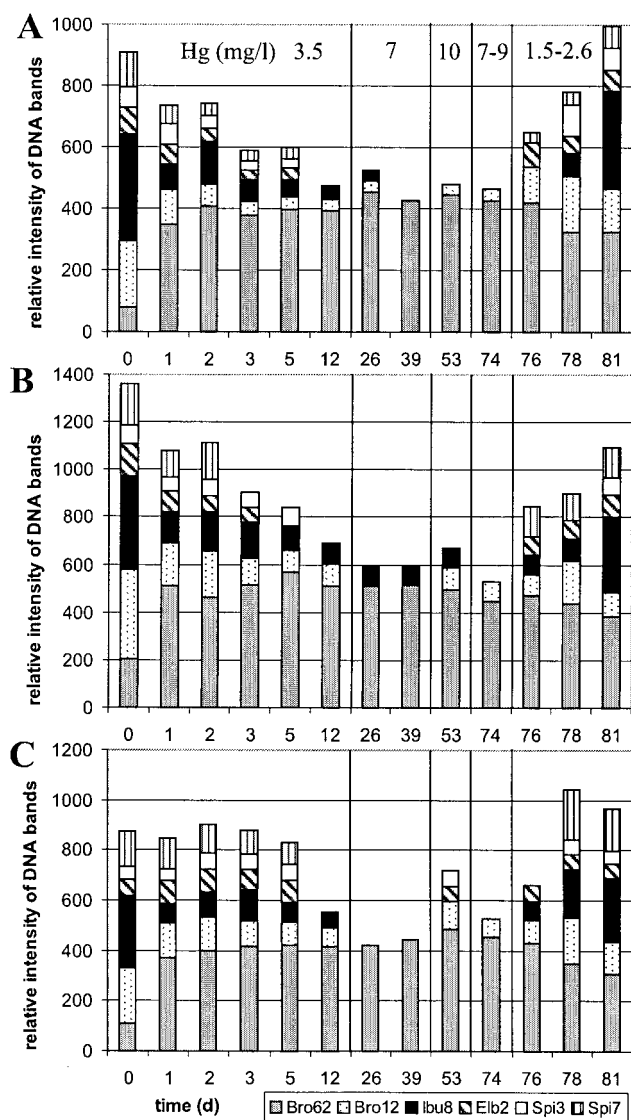 A
Hg (mg/l) 3.5 7 10 7-9 1.5-2.6
relative intensity of DNA bands
1000
800
600
400
200
0
0 1 2 3 5 12 26 39 53 74 76 78 81
B
relative intensity of DNA bands
1400
1200
1000
800
600
400
200
0
0 1 2 3 5 12 26 39 53 74 76 78 81
C
relative intensity of DNA bands
1200
1000
800
600
400
200
0
0 1 2 3 5 12 26 39 53 74 76 78 81
time (d)
Bro62 Bro12 Ibu8 Elb2 Spi3 Spi7